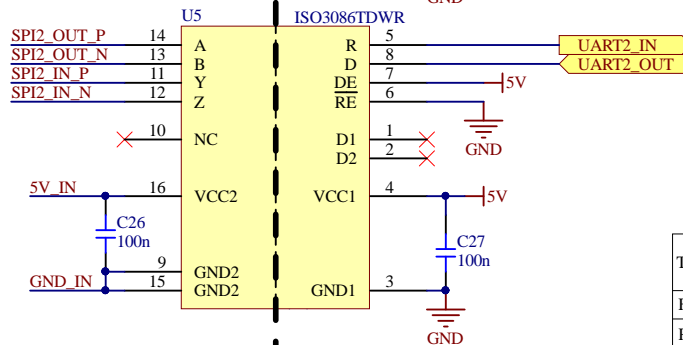 GND
U5
ISO3086TDWR
SPI2_OUT_P 14 A R 5 UART2_IN
SPI2_OUT_N 13 B D 8 UART2_OUT
SPI2_IN_P 11 Y DE 7 5V
SPI2_IN_N 12 Z RE 6
GND
10 NC D1 1
D2 2
5V_IN 16 VCC2 VCC1 4 5V
C26
100n
C27
100n
9 GND2
GND_IN 15 GND2 GND1 3
GND